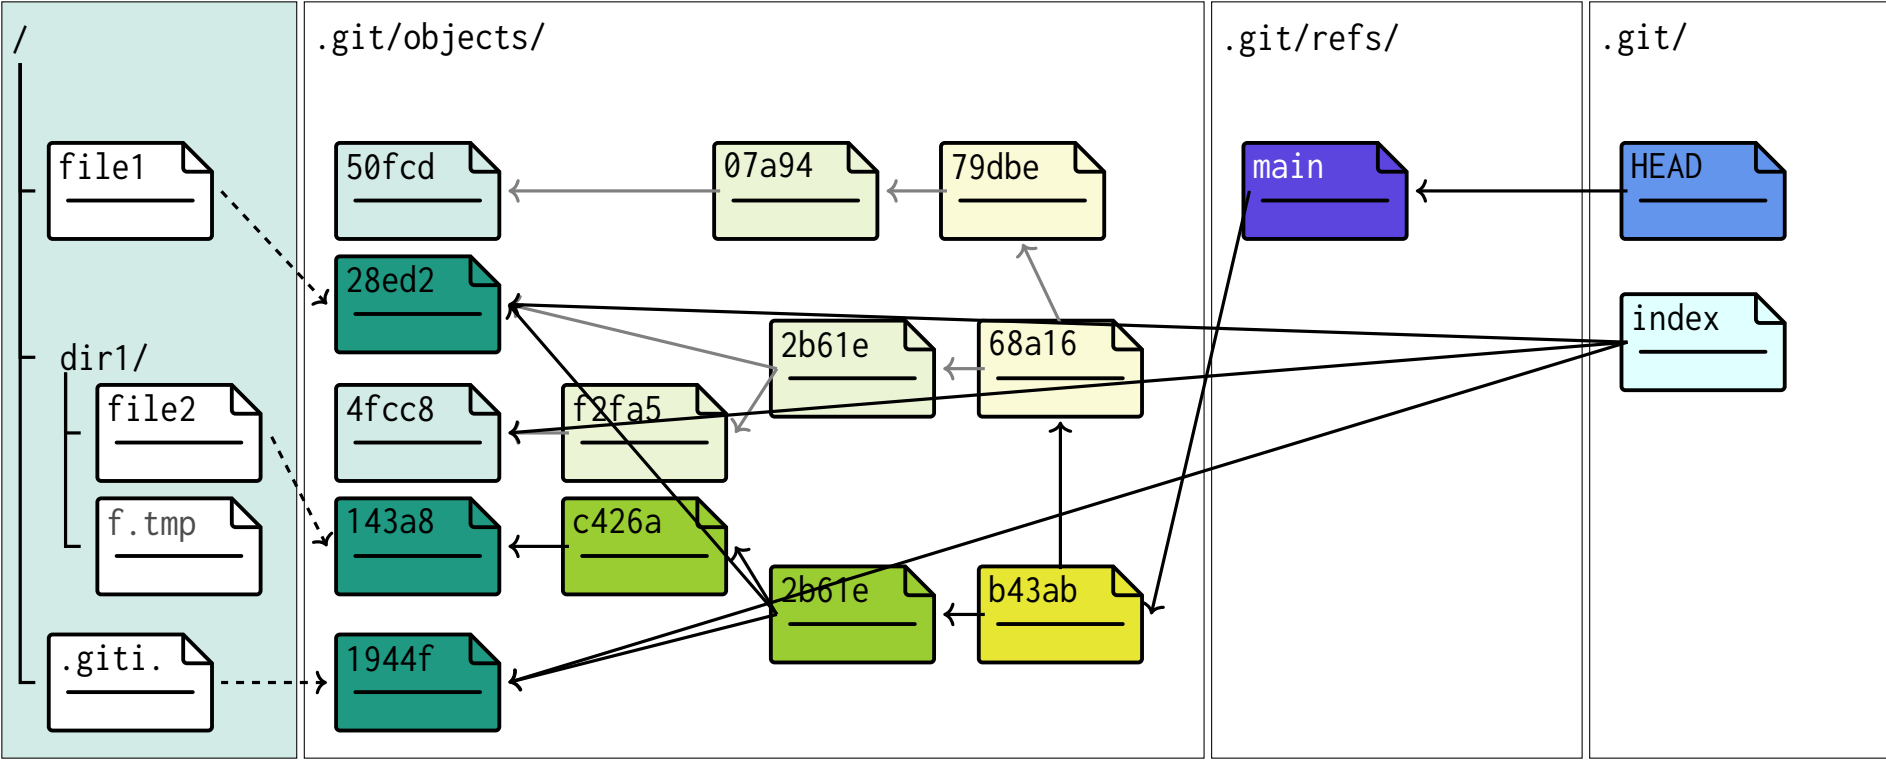 /
.git/objects/
.git/refs/
.git/
file1
50fcd
07a94
79dbe
main
HEAD
28ed2
index
dir1/
2b61e
68a16
file2
4fcc8
f2fa5
f.tmp
143a8
c426a
2b61e
b43ab
.giti.
1944f